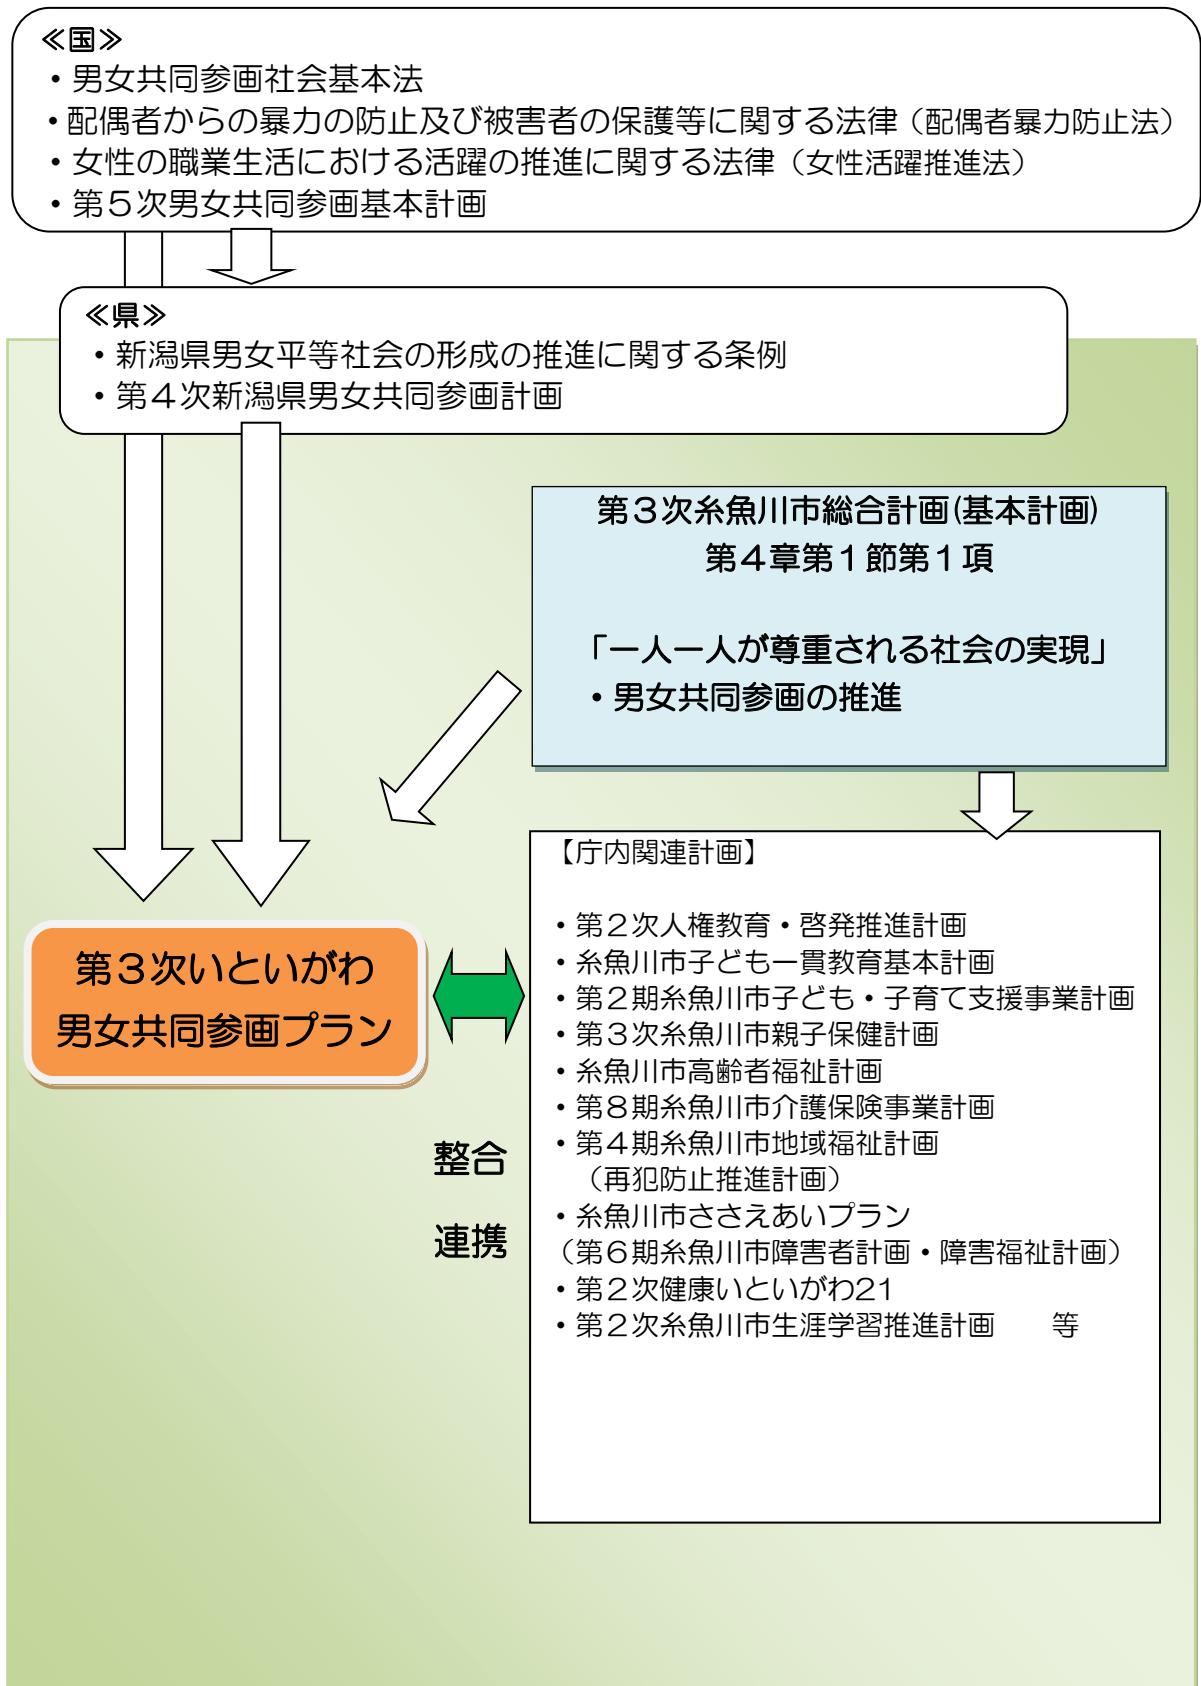 ≪国≫
・男女共同参画社会基本法
・配偶者からの暴力の防止及び被害者の保護等に関する法律（配偶者暴力防止法）
・女性の職業生活における活躍の推進に関する法律（女性活躍推進法）
・第５次男女共同参画基本計画
≪県≫
・新潟県男女平等社会の形成の推進に関する条例
・第４次新潟県男女共同参画計画
第３次糸魚川市総合計画(基本計画)
第４章第１節第１項
「一人一人が尊重される社会の実現」
・男女共同参画の推進
【庁内関連計画】
・第２次人権教育・啓発推進計画
・糸魚川市子ども一貫教育基本計画
・第２期糸魚川市子ども・子育て支援事業計画
・第３次糸魚川市親子保健計画
・糸魚川市高齢者福祉計画
・第８期糸魚川市介護保険事業計画
・第４期糸魚川市地域福祉計画
（再犯防止推進計画）
・糸魚川市ささえあいプラン
（第６期糸魚川市障害者計画・障害福祉計画）
・第２次健康いといがわ21
・第２次糸魚川市生涯学習推進計画　　等
第３次いといがわ
男女共同参画プラン
整合
連携